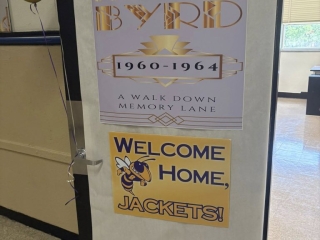 BYRD
1960-1964
A WALK DOWN
MEMORY LANE
WELCOME
HOME,
JACKETS!